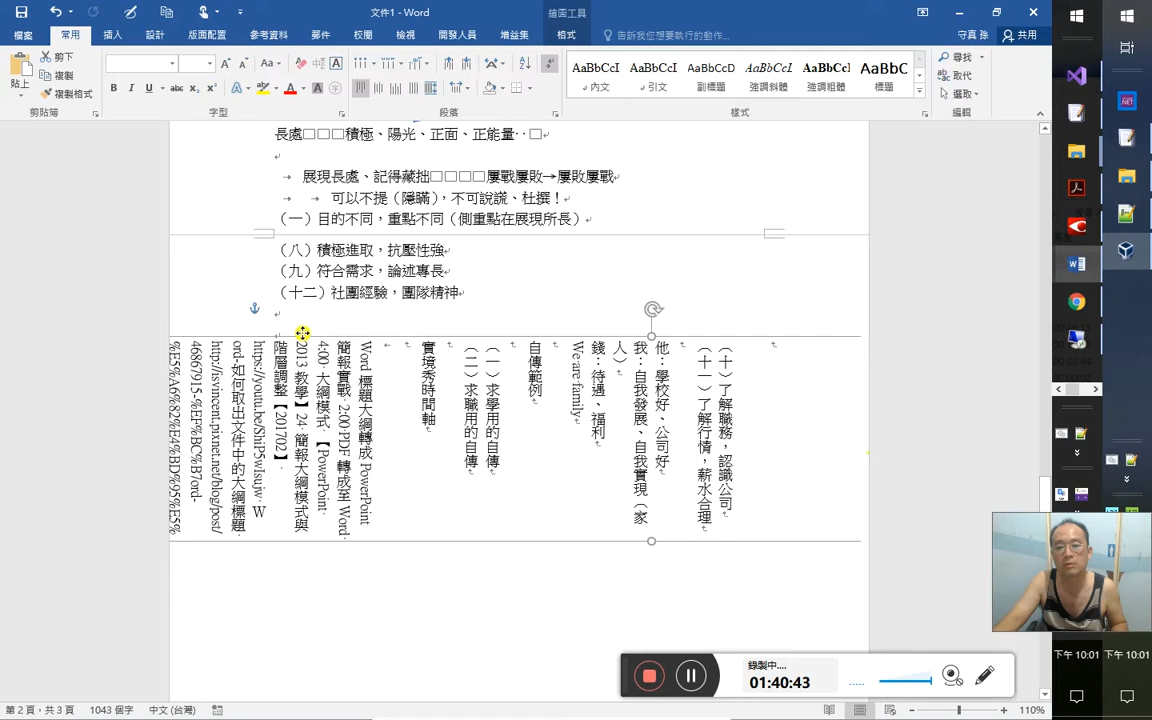 文件1 - Word
繪圖工具
檔案 常用 插入 設計 版面配置 參考資料 郵件 校閱 檢視 開發人員 增益集 格式 告訴我您想要執行的動作... 守真 孫 共用
貼上
剪下
複製
複製格式
剪貼簿
字型
段落
AaBbCcI AaBbCcI AaBbCcD AaBbCcD AaBbCcI AaBbC
內文 引文 副標題 強調斜體 強調粗體 標題
樣式
尋找
取代
選取
編輯
長處□□□積極、陽光、正面、正能量‧‧□
展現長處、記得藏拙□□□□屢戰屢敗→屢敗屢戰
可以不提（隱瞞），不可說謊、杜撰！
（一）目的不同，重點不同（側重點在展現所長）
（八）積極進取，抗壓性強
（九）符合需求，論述專長
（十二）社團經驗，團隊精神
（十）了解職務，認識公司
（十一）了解行情，薪水合理
他：學校好、公司好
我：自我發展、自我實現（家
人）
錢：待遇、福利
We are family
自傳範例
（一）求學用的自傳
（二）求職用的自傳
實境秀時間軸
Word 標題大綱轉成 PowerPoint
簡報實戰 2:00 PDF 轉成至 Word
4:00 大綱模式 【PowerPoint
2013 教學】24 簡報大綱模式與
階層調整【201702】
https://youtu.be/ShiP5wIsujw W
ord-如何取出文件中的大綱標題
http://isvincent.pixnet.net/blog/post/
46867915-%EF%BC%B7ord-
%E5%A6%82%E4%BD%95%E5%
錄製中....
01:40:43
第 2 頁，共 3 頁 1043 個字 中文 (台灣)
110%
下午 10:01 下午 10:01